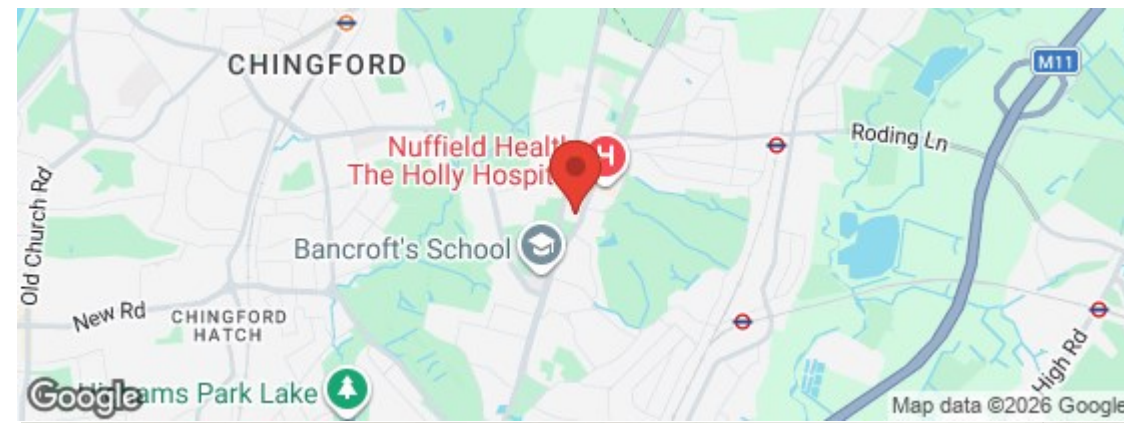 CHINGFORD
M11
Roding Ln
Nuffield Health
The Holly Hospit
Old Church Rd
Bancroft's School
New Rd
CHINGFORD
HATCH
High Rd
Google
ams Park Lake
Map data ©2026 Google